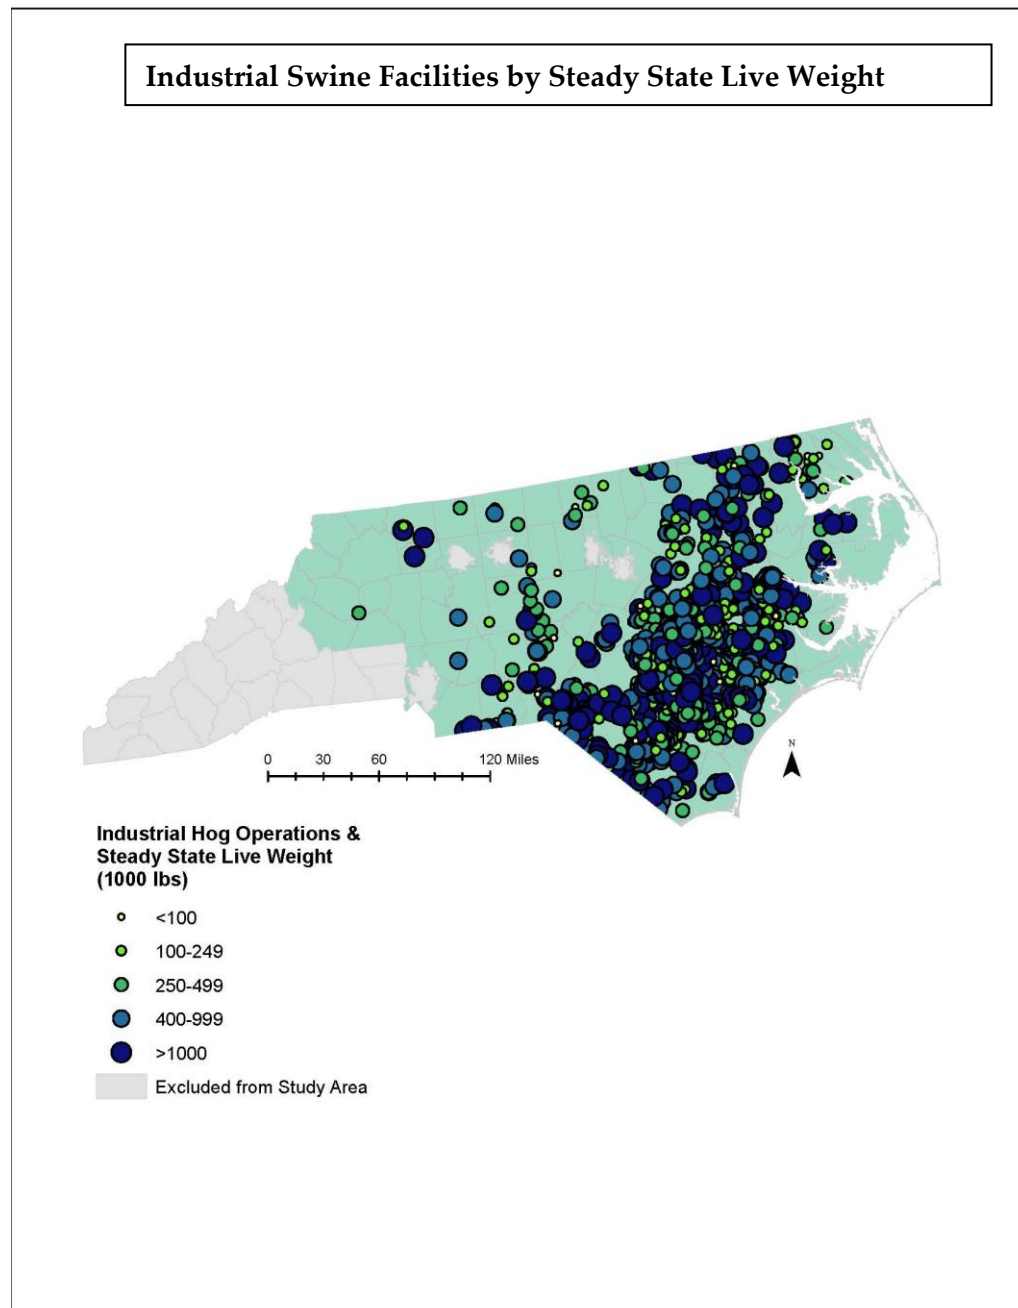 Industrial Swine Facilities by Steady State Live Weight
N
0 30 60 120 Miles
Industrial Hog Operations &
Steady State Live Weight
(1000 lbs)
<100
100-249
250-499
400-999
>1000
Excluded from Study Area